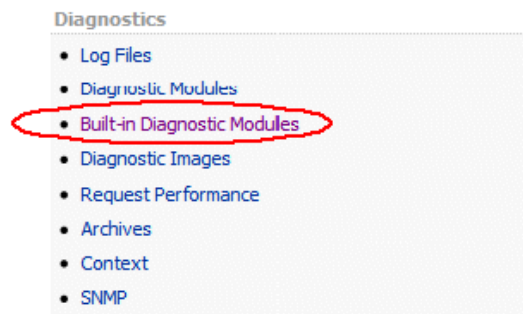 Diagnostics
Log Files
Diagnostic Modules
Built-in Diagnostic Modules
Diagnostic Images
Request Performance
Archives
Context
SNMP